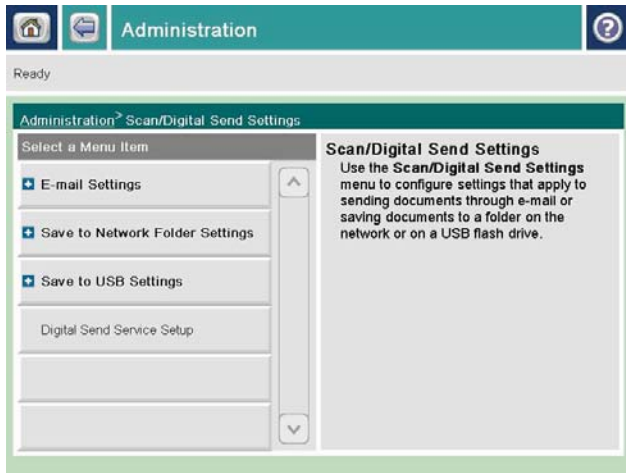 Administration
Ready
Administration> Scan/Digital Send Settings
Select a Menu Item
E-mail Settings
Save to Network Folder Settings
Save to USB Settings
Digital Send Service Setup
Scan/Digital Send Settings
Use the Scan/Digital Send Settings
menu to configure settings that apply to
sending documents through e-mail or
saving documents to a folder on the
network or on a USB flash drive.